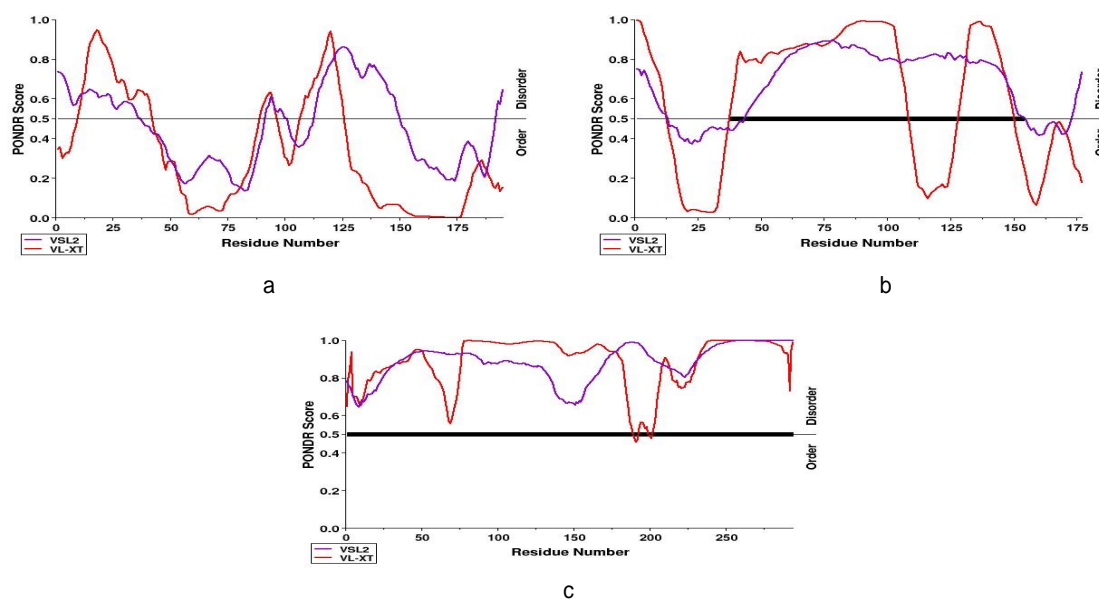 1.0
0.8
0.6
0.5
0.4
0.2
0.0
PONDR Score
Disorder
Order
0 25 50 75 100 125 150 175
Residue Number
VSL2
VL-XT
a
1.0
0.8
0.6
0.5
0.4
0.2
0.0
PONDR Score
Disorder
Order
0 25 50 75 100 125 150 175
Residue Number
VSL2
VL-XT
b
1.0
0.8
0.6
0.5
0.4
0.2
0.0
PONDR Score
Disorder
Order
0 50 100 150 200 250
Residue Number
VSL2
VL-XT
c